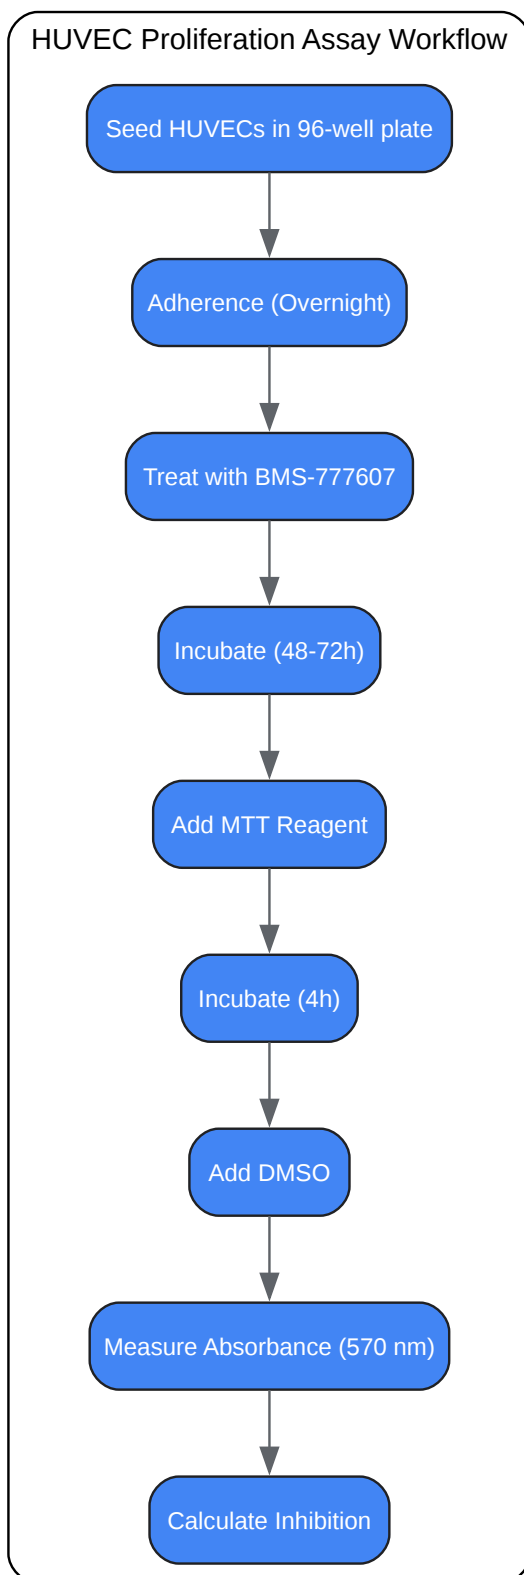 HUVEC Proliferation Assay Workflow
Seed HUVECs in 96-well plate
Adherence (Overnight)
Treat with BMS-777607
Incubate (48-72h)
Add MTT Reagent
Incubate (4h)
Add DMSO
Measure Absorbance (570 nm)
Calculate Inhibition